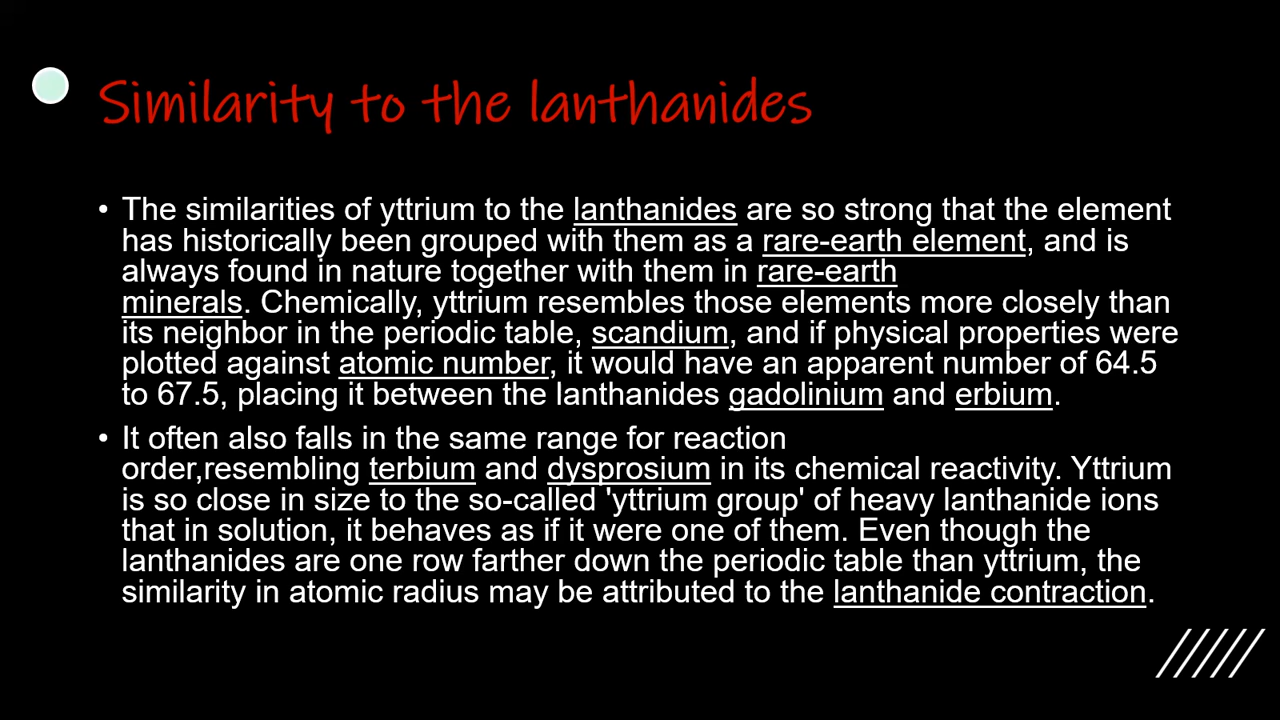 Similarity to the lanthanides
• The similarities of yttrium to the lanthanides are so strong that the element
has historically been grouped with them as a rare-earth element, and is
always found in nature together with them in rare-earth
minerals. Chemically, yttrium resembles those elements more closely than
its neighbor in the periodic table, scandium, and if physical properties were
plotted against atomic number, it would have an apparent number of 64.5
to 67.5, placing it between the lanthanides gadolinium and erbium.
• It often also falls in the same range for reaction
order,resembling terbium and dysprosium in its chemical reactivity. Yttrium
is so close in size to the so-called 'yttrium group' of heavy lanthanide ions
that in solution, it behaves as if it were one of them. Even though the
lanthanides are one row farther down the periodic table than yttrium, the
similarity in atomic radius may be attributed to the lanthanide contraction.